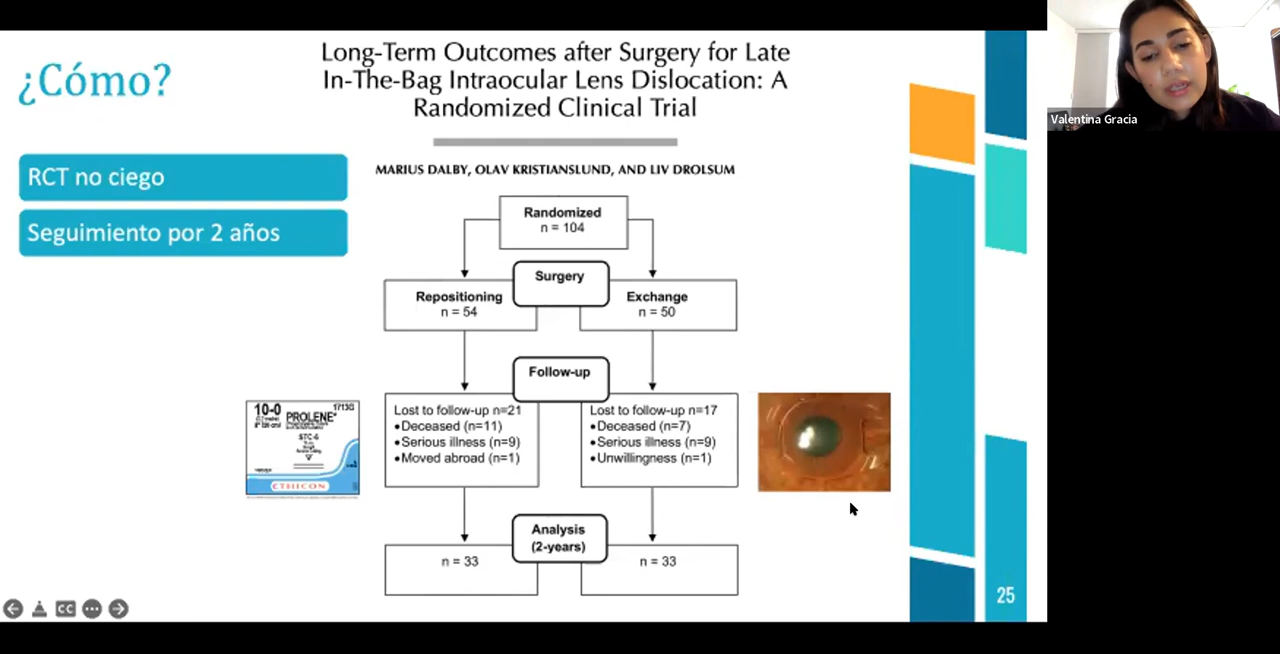 ¿Cómo?
Long-Term Outcomes after Surgery for Late
In-The-Bag Intraocular Lens Dislocation: A
Randomized Clinical Trial
MARIUS DALBY, OLAV KRISTIANSLUND, AND LIV DROLSUM
RCT no ciego
Seguimiento por 2 años
Randomized
n = 104
Surgery
Repositioning
n = 54
Exchange
n = 50
Follow-up
Lost to follow-up n=21
•Deceased (n=11)
•Serious illness (n=9)
•Moved abroad (n=1)
Lost to follow-up n=17
•Deceased (n=7)
•Serious illness (n=9)
•Unwillingness (n=1)
10-0
1713G
PROLENE*
STC-6
ETHICON
Analysis
(2-years)
n = 33
n = 33
25
CC
Valentina Gracia